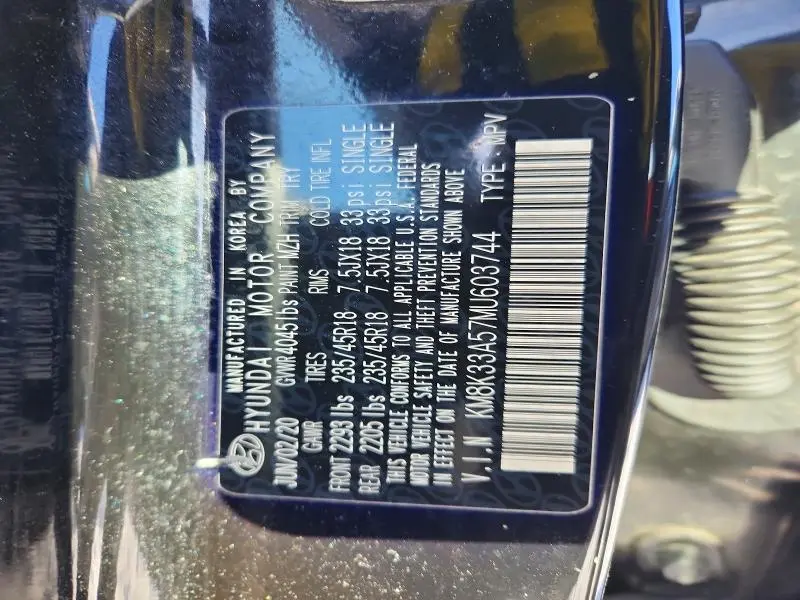 MANUFACTURED IN KOREA BY
HYUNDAI MOTOR COMPANY
JUN/02/20 GVWR 4045 lbs PAINT MZH TRIM TRY
GAWR TIRES RIMS COLD TIRE INFL
FRONT 2293 lbs 235/45R18 7.5JX18 33psi SINGLE
REAR 2205 lbs 235/45R18 7.5JX18 33psi SINGLE
THIS VEHICLE CONFORMS TO ALL APPLICABLE U.S.A. FEDERAL
MOTOR VEHICLE SAFETY AND THEFT PREVENTION STANDARDS
IN EFFECT ON THE DATE OF MANUFACTURE SHOWN ABOVE
V.I.N KM8K33A57MU603744 TYPE: MPV